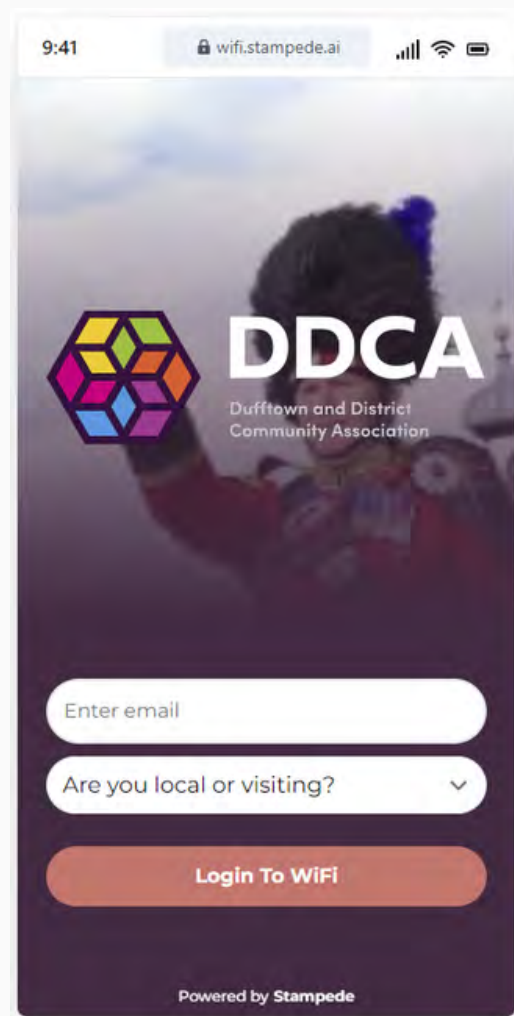 9:41
wifi.stampede.ai
DDCA
Dufftown and District
Community Association
Enter email
Are you local or visiting?
Login To WiFi
Powered by Stampede